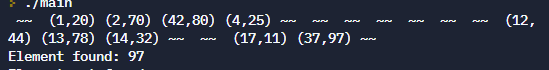 > ./main
 ~~  (1,20) (2,70) (42,80) (4,25) ~~  ~~  ~~  ~~  ~~  ~~  ~~  (12,
44) (13,78) (14,32) ~~  ~~  (17,11) (37,97) ~~
Element found: 97